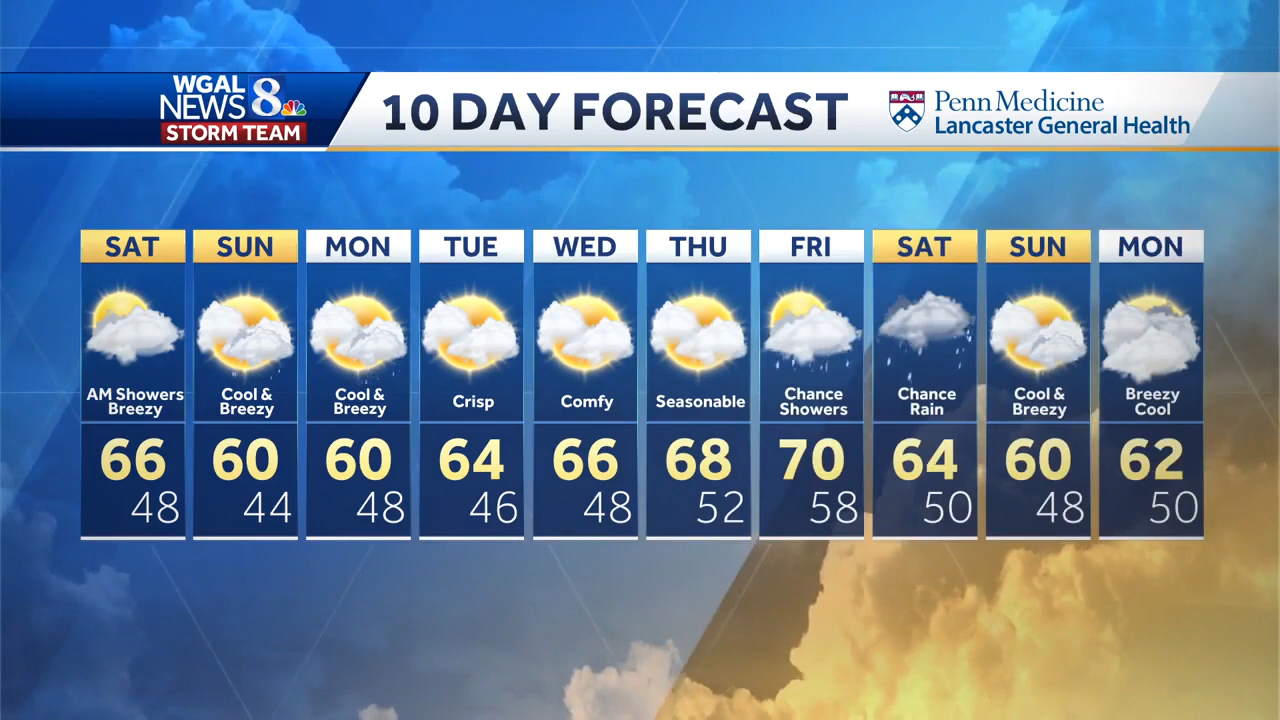 WGAL
NEWS 8
STORM TEAM
10 DAY FORECAST
Penn Medicine
Lancaster General Health
SAT
AM Showers
Breezy
66
48
SUN
Cool &
Breezy
60
44
MON
Cool &
Breezy
60
48
TUE
Crisp
64
46
WED
Comfy
66
48
THU
Seasonable
68
52
FRI
Chance
Showers
70
58
SAT
Chance
Rain
64
50
SUN
Cool &
Breezy
60
48
MON
Breezy
Cool
62
50